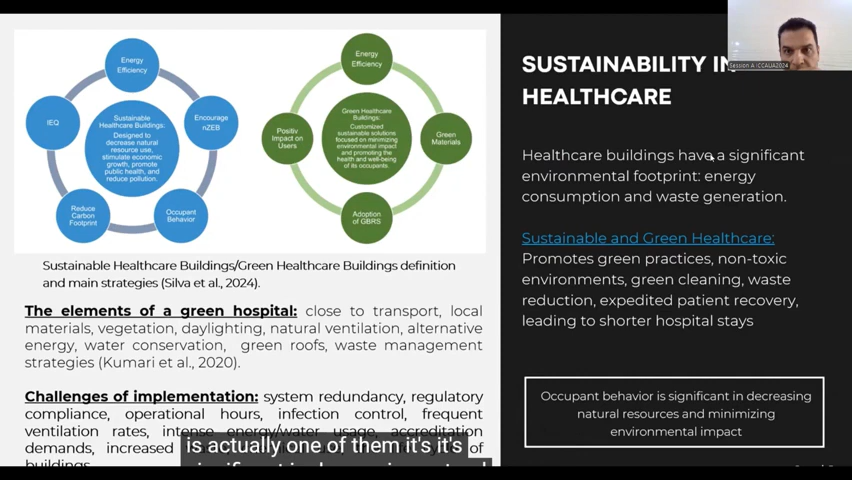 SUSTAINABILITY IN
HEALTHCARE
Session A ICCAUA2024
Energy
Efficiency
IEQ
Encourage
nZEB
Sustainable
Healthcare Buildings:
Designed to
decrease natural
resource use,
stimulate economic
growth, promote
public health, and
reduce pollution.
Reduce
Carbon
Footprint
Occupant
Behavior
Energy
Efficiency
Positiv
Impact on
Users
Green Healthcare
Buildings:
Customized
sustainable solutions
focused on minimizing
environmental impact
and promoting the
health and well-being
of its occupants.
Green
Materials
Adoption
of GBRS
Sustainable Healthcare Buildings/Green Healthcare Buildings definition
and main strategies (Silva et al., 2024).
The elements of a green hospital: close to transport, local
materials, vegetation, daylighting, natural ventilation, alternative
energy, water conservation, green roofs, waste management
strategies (Kumari et al., 2020).
Challenges of implementation: system redundancy, regulatory
compliance, operational hours, infection control, frequent
ventilation rates, intense energy/water usage, accreditation
demands, increased
of
buildings
Healthcare buildings have a significant
environmental footprint: energy
consumption and waste generation.
Sustainable and Green Healthcare:
Promotes green practices, non-toxic
environments, green cleaning, waste
reduction, expedited patient recovery,
leading to shorter hospital stays
Occupant behavior is significant in decreasing
natural resources and minimizing
environmental impact
is actually one of them it's it's